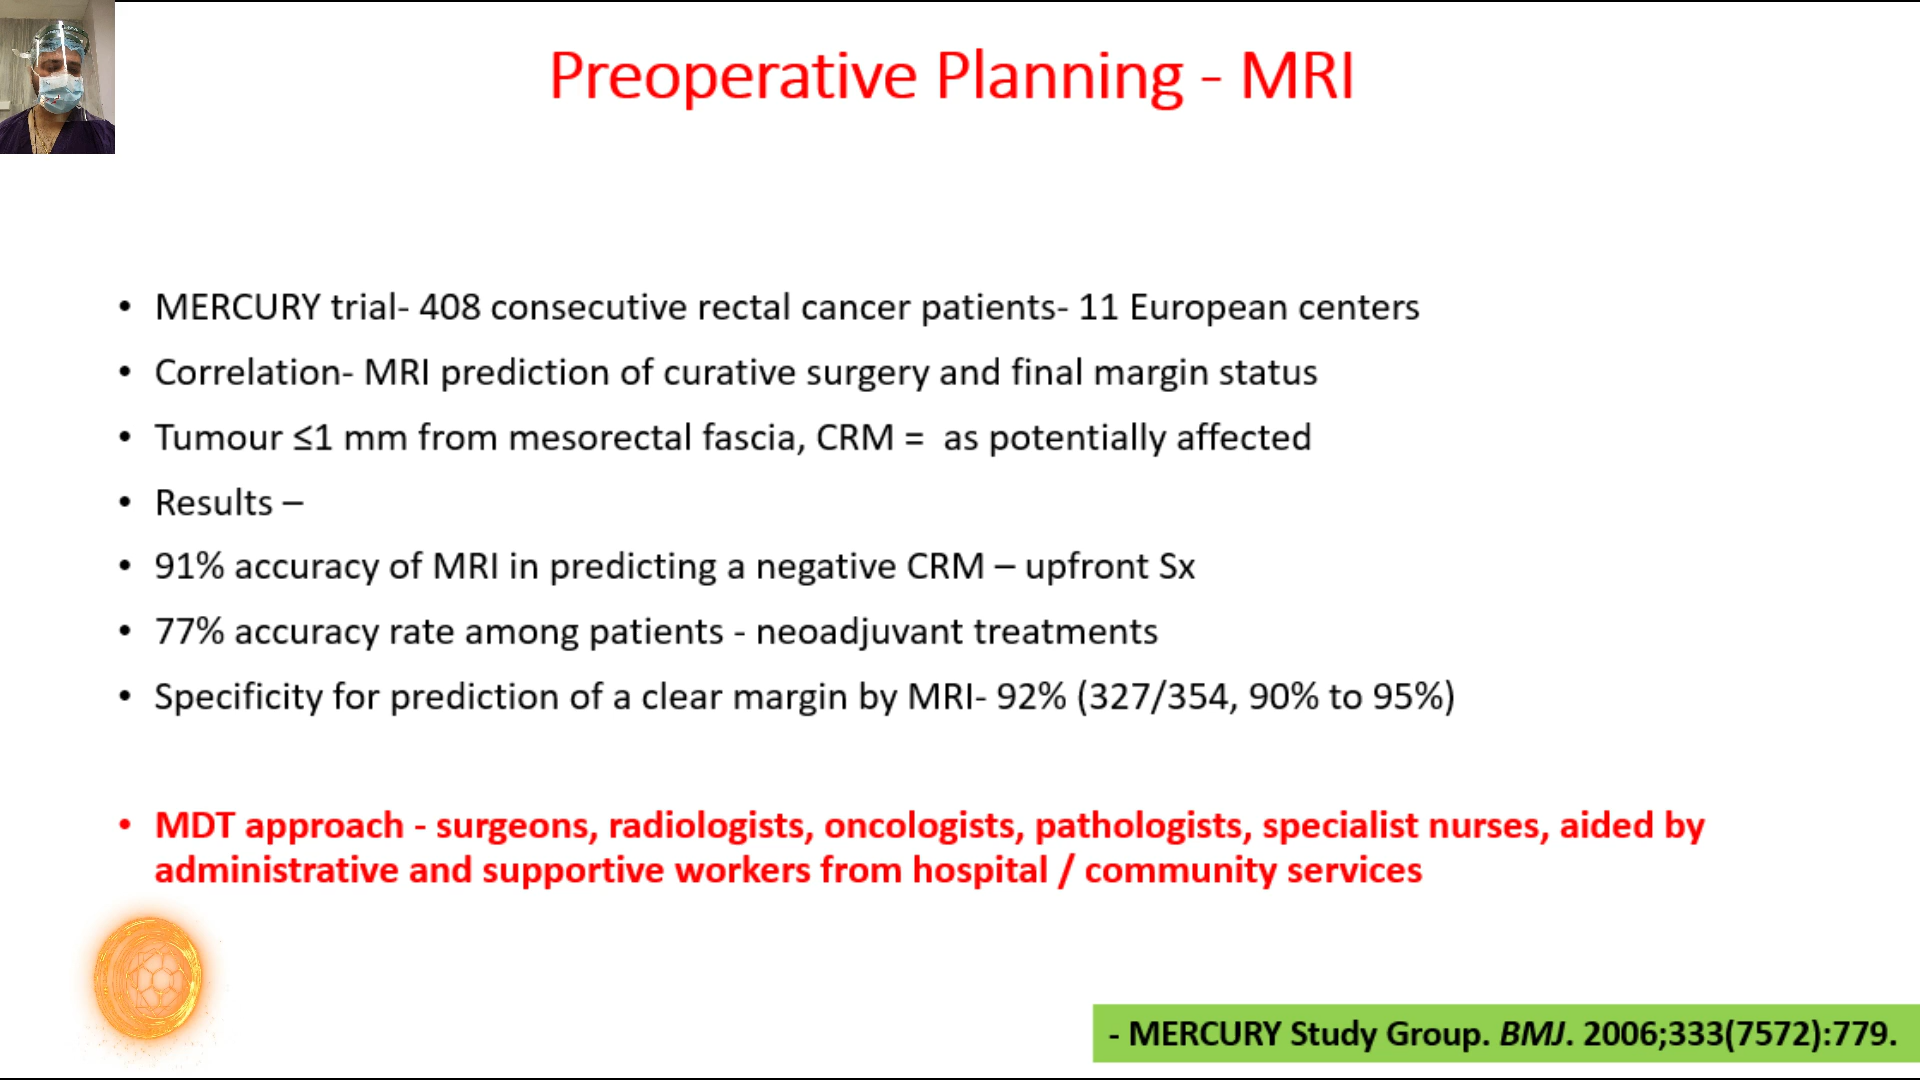 Preoperative Planning - MRI
• MERCURY trial- 408 consecutive rectal cancer patients- 11 European centers
• Correlation- MRI prediction of curative surgery and final margin status
• Tumour ≤1 mm from mesorectal fascia, CRM = as potentially affected
• Results –
• 91% accuracy of MRI in predicting a negative CRM – upfront Sx
• 77% accuracy rate among patients - neoadjuvant treatments
• Specificity for prediction of a clear margin by MRI- 92% (327/354, 90% to 95%)
• MDT approach - surgeons, radiologists, oncologists, pathologists, specialist nurses, aided by
administrative and supportive workers from hospital / community services
- MERCURY Study Group. BMJ. 2006;333(7572):779.